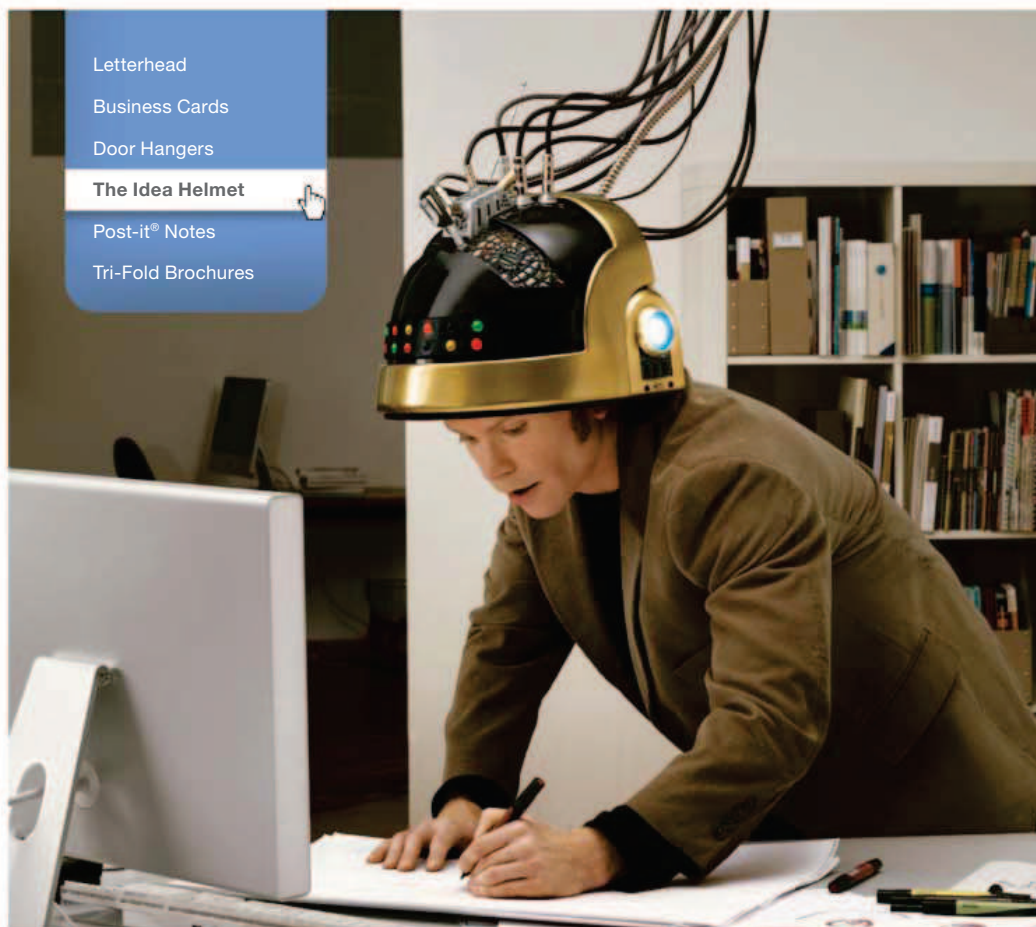 Letterhead
Business Cards
Door Hangers
The Idea Helmet
Post-it® Notes
Tri-Fold Brochures